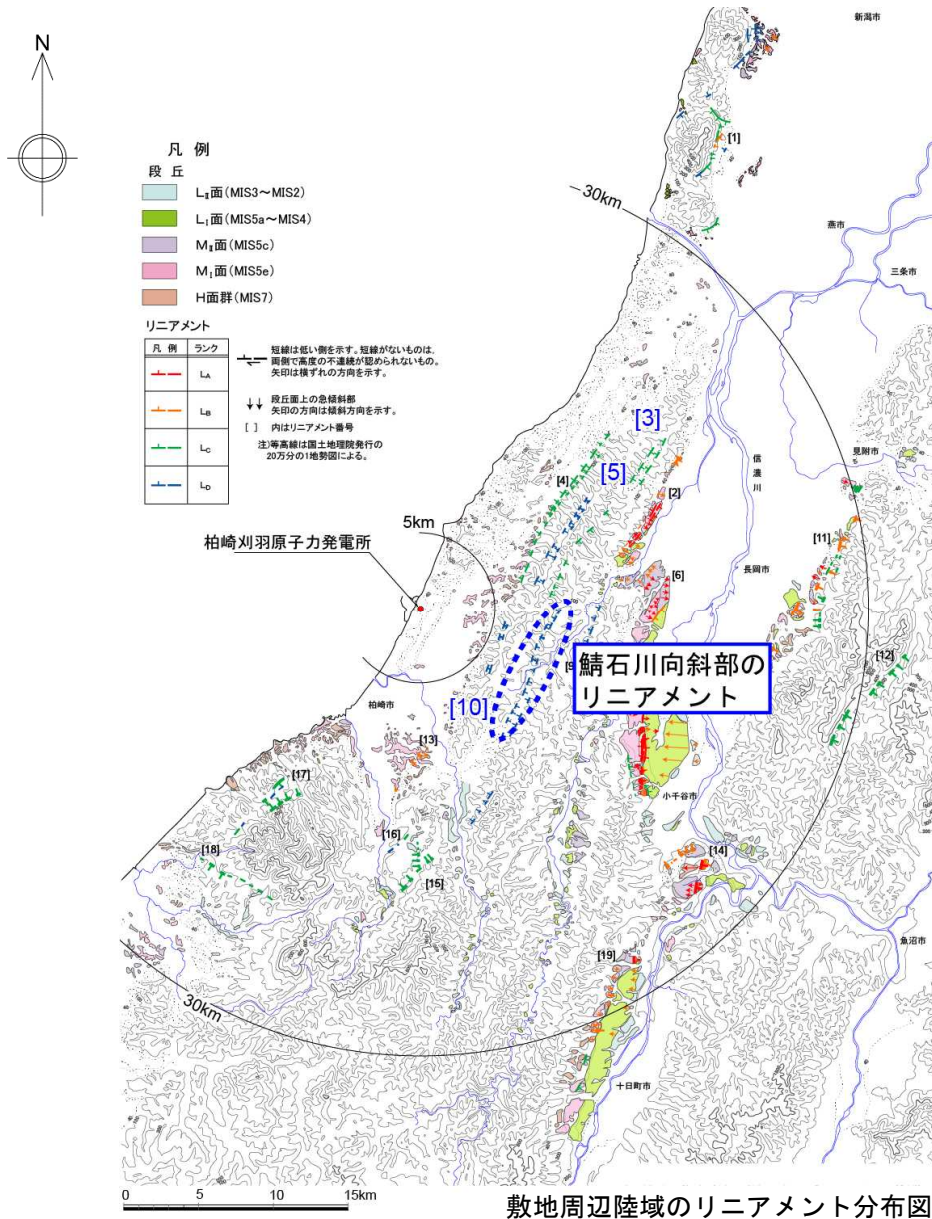 N
凡例
段丘
LⅡ面(MIS3～MIS2)
LⅠ面(MIS5a～MIS4)
MⅡ面(MIS5c)
MⅠ面(MIS5e)
H面群(MIS7)
リニアメント
凡 例 ランク
LA
LB
LC
LD
短線は低い側を示す。短線がないものは、
両側で高度の不連続が認められないもの。
矢印は横ずれの方向を示す。
段丘面上の急傾斜部
矢印の方向は傾斜方向を示す。
[ ] 内はリニアメント番号
注)等高線は国土地理院発行の
20万分の1地勢図による。
新潟市
[1]
30km
燕市
三条市
[3]
見附市
[5]
信濃川
[4]
[2]
5km
柏崎刈羽原子力発電所
[11]
長岡市
[6]
[12]
[9
鯖石川向斜部の
リニアメント
[10]
柏崎市
[13]
[17]
小千谷市
[16]
[14]
[18]
[15]
魚沼市
[19]
30km
十日町市
0 5 10 15km
敷地周辺陸域のリニアメント分布図